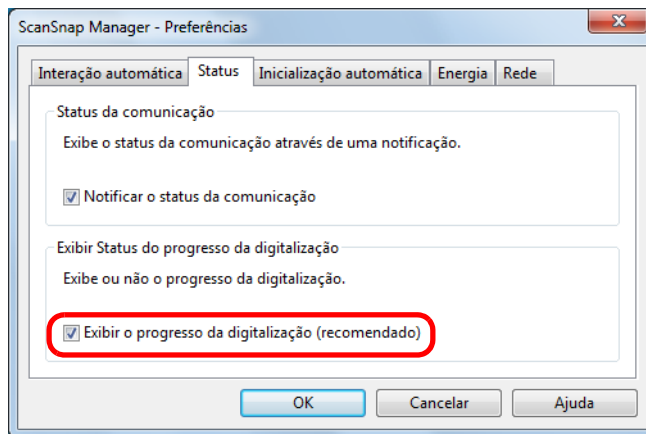 ScanSnap Manager - Preferências
Interação automática Status Inicialização automática Energia Rede
Status da comunicação
Exibe o status da comunicação através de uma notificação.
Notificar o status da comunicação
Exibir Status do progresso da digitalização
Exibe ou não o progresso da digitalização.
Exibir o progresso da digitalização (recomendado)
OK Cancelar Ajuda